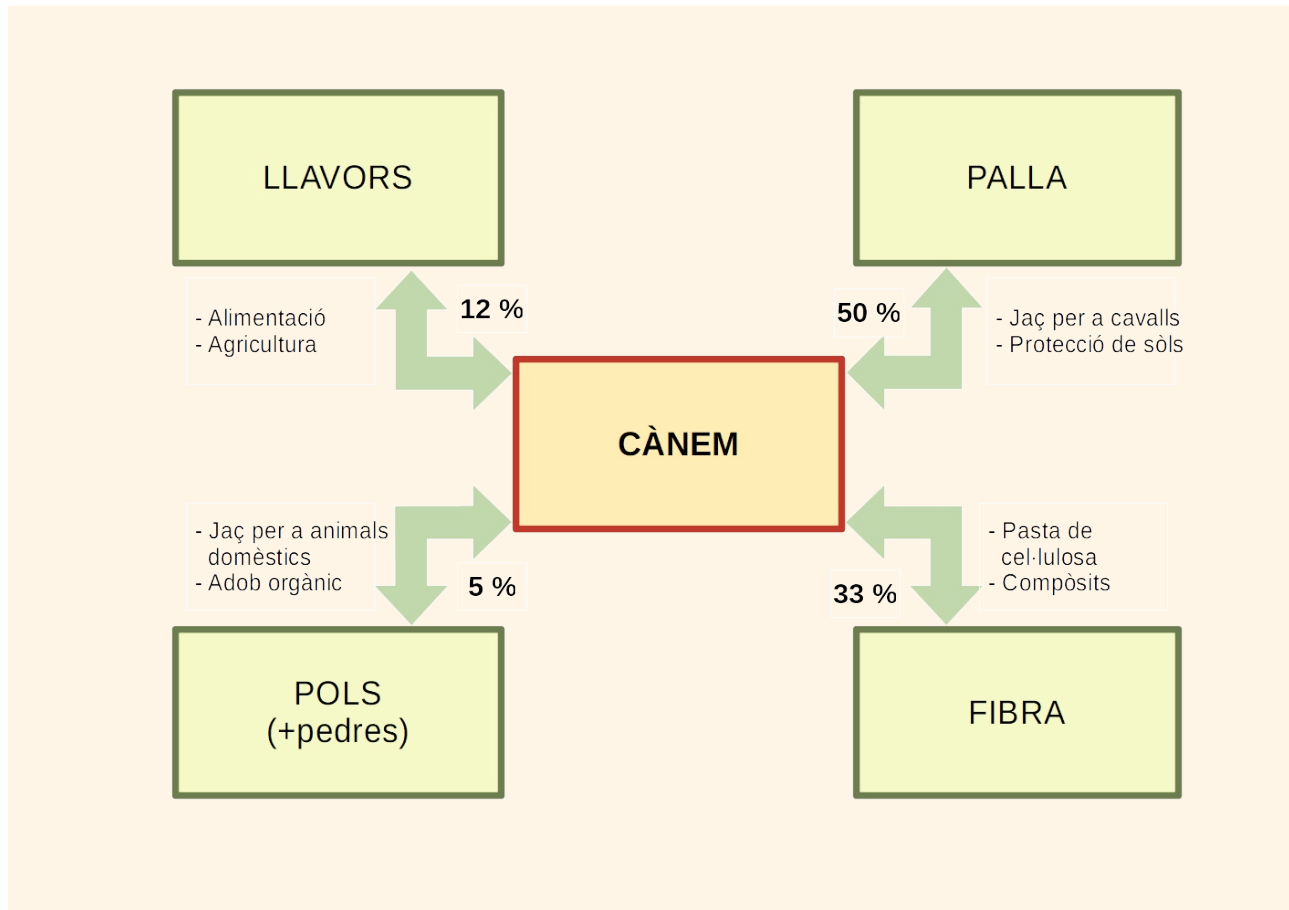 LLAVORS
PALLA
- Alimentació
- Agricultura
12 %
50 %
- Jaç per a cavalls
- Protecció de sòls
CÀNEM
- Jaç per a animals
domèstics
- Adob orgànic
5 %
33 %
- Pasta de
cel·lulosa
- Compòsits
POLS
(+pedres)
FIBRA